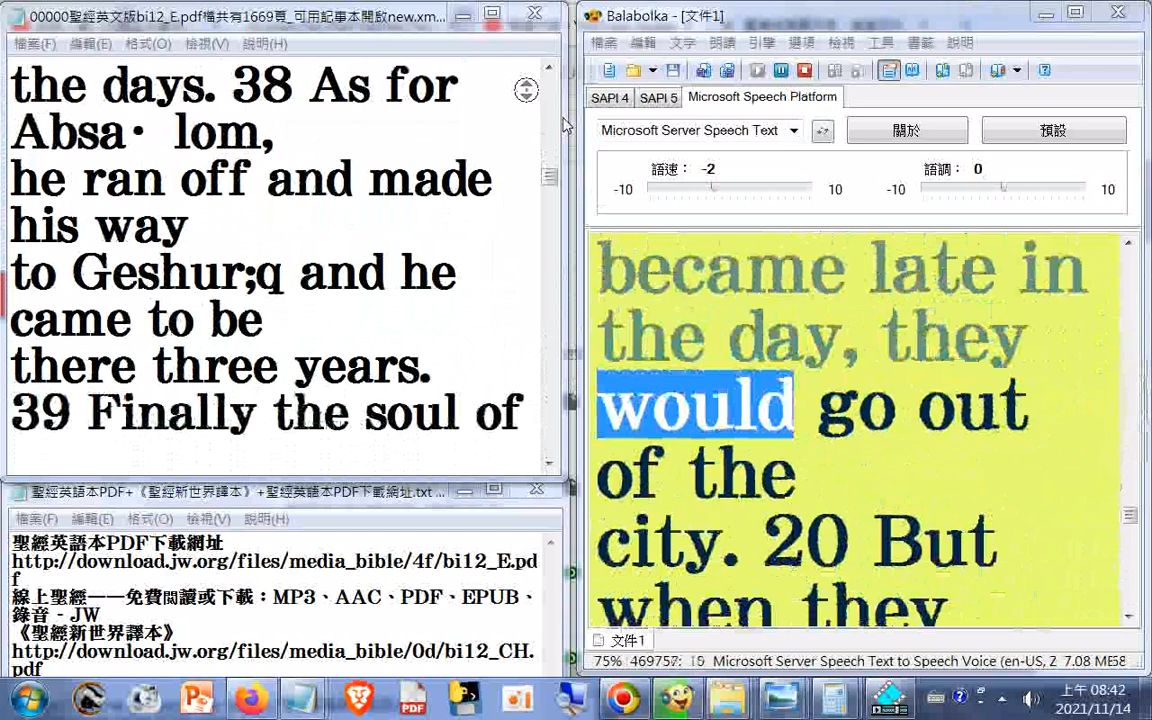 00000聖經英文版bi12_E.pdf檔共有1669頁_可用記事本開啟new.xm...
檔案(F) 編輯(E) 格式(O) 檢視(V) 說明(H)
the days. 38 As for
Absa· lom,
he ran off and made
his way
to Geshur;q and he
came to be
there three years.
39 Finally the soul of
聖經英語本PDF+《聖經新世界譯本》+聖經英語本PDF下載網址.txt ...
檔案(F) 編輯(E) 格式(O) 檢視(V) 說明(H)
聖經英語本PDF下載網址
http://download.jw.org/files/media_bible/4f/bi12_E.pd
f
線上聖經——免費閱讀或下載：MP3、AAC、PDF、EPUB、
錄音 - JW
《聖經新世界譯本》
http://download.jw.org/files/media_bible/0d/bi12_CH.
pdf
Balabolka - [文件1]
檔案 編輯 文字 朗讀 引擎 選項 檢視 工具 書籤 說明
SAPI 4 SAPI 5 Microsoft Speech Platform
Microsoft Server Speech Text 關於 預設
語速： -2 語調： 0
-10 10 -10 10
became late in
the day, they
would go out
of the
city. 20 But
when they
文件1
75% 469757: Microsoft Server Speech Text to Speech Voice (en-US, Z 7.08 ME
上午 08:42
2021/11/14